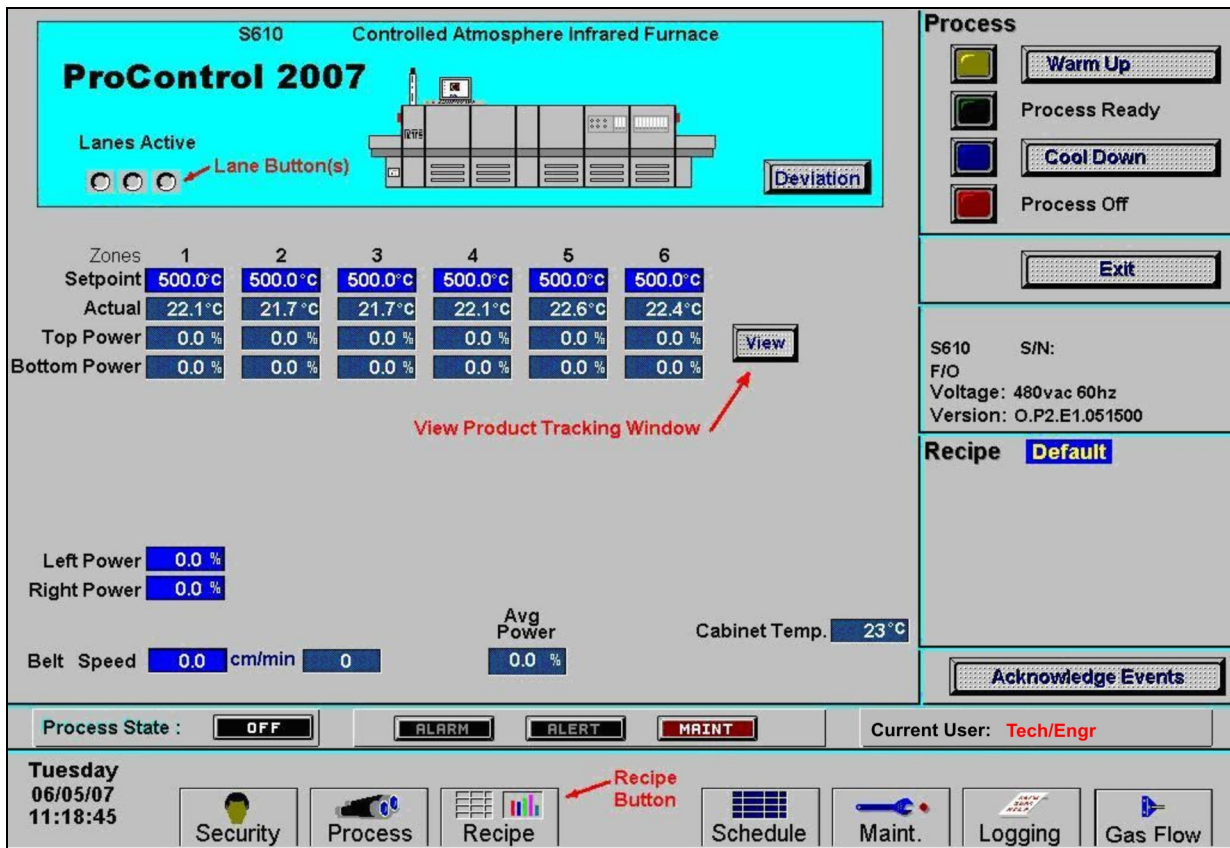 S610 Controlled Atmosphere Infrared Furnace
ProControl 2007
RTC
Lanes Active
Lane Button(s)
Deviation
Zones 1 2 3 4 5 6
Setpoint 500.0°C 500.0°C 500.0°C 500.0°C 500.0°C 500.0°C
Actual 22.1°C 21.7°C 21.7°C 22.1°C 22.6°C 22.4°C
Top Power 0.0 % 0.0 % 0.0 % 0.0 % 0.0 % 0.0 %
Bottom Power 0.0 % 0.0 % 0.0 % 0.0 % 0.0 % 0.0 %
View
View Product Tracking Window
Left Power 0.0 %
Right Power 0.0 %
Avg
Power
Cabinet Temp. 23°C
Belt Speed 0.0 cm/min 0 0.0 %
Process
Warm Up
Process Ready
Cool Down
Process Off
Exit
S610 S/N:
F/O
Voltage: 480vac 60hz
Version: O.P2.E1.051500
Recipe Default
Acknowledge Events
Process State : OFF ALARM ALERT MAINT Current User: Tech/Engr
Tuesday
06/05/07
11:18:45
Recipe
Button
Security Process Recipe Schedule Maint. Logging Gas Flow